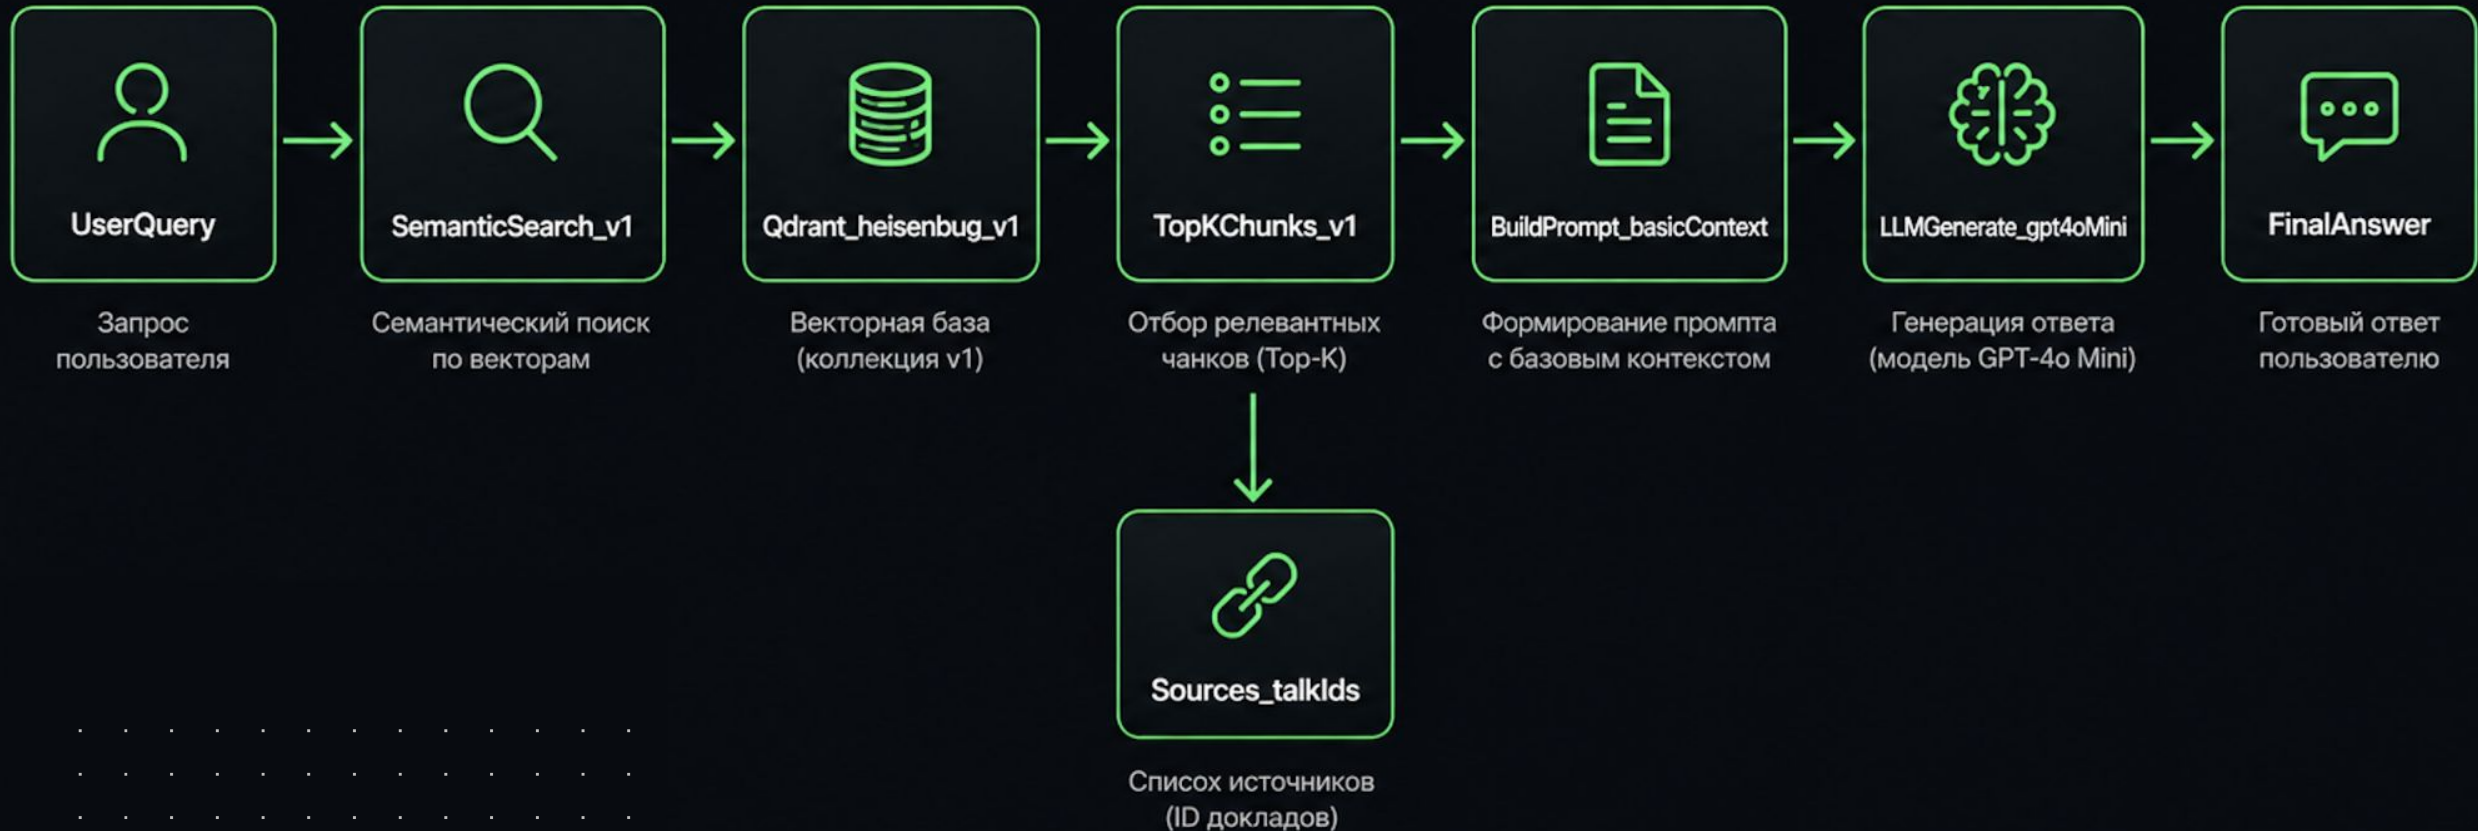 UserQuery
Запрос
пользователя
SemanticSearch_v1
Семантический поиск
по векторам
Qdrant_heisenbug_v1
Векторная база
(коллекция v1)
TopKChunks_v1
Отбор релевантных
чанков (Top-K)
BuildPrompt_basicContext
Формирование промпта
с базовым контекстом
LLMGenerate_gpt4oMini
Генерация ответа
(модель GPT-4o Mini)
FinalAnswer
Готовый ответ
пользователю
Sources_talkIds
Списох источников
(ID докладов)